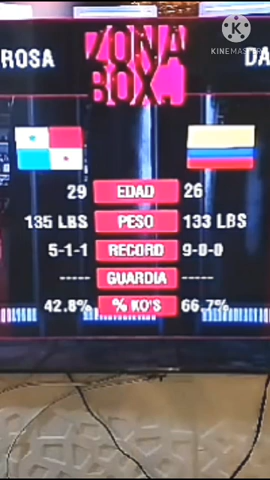 KINEMASTER
ROSA
ZONA
BOX
DA
29 EDAD 26
135 LBS PESO 133 LBS
5-1-1 RECORD 9-0-0
----- GUARDIA -----
42.8% % KO'S 66.7%